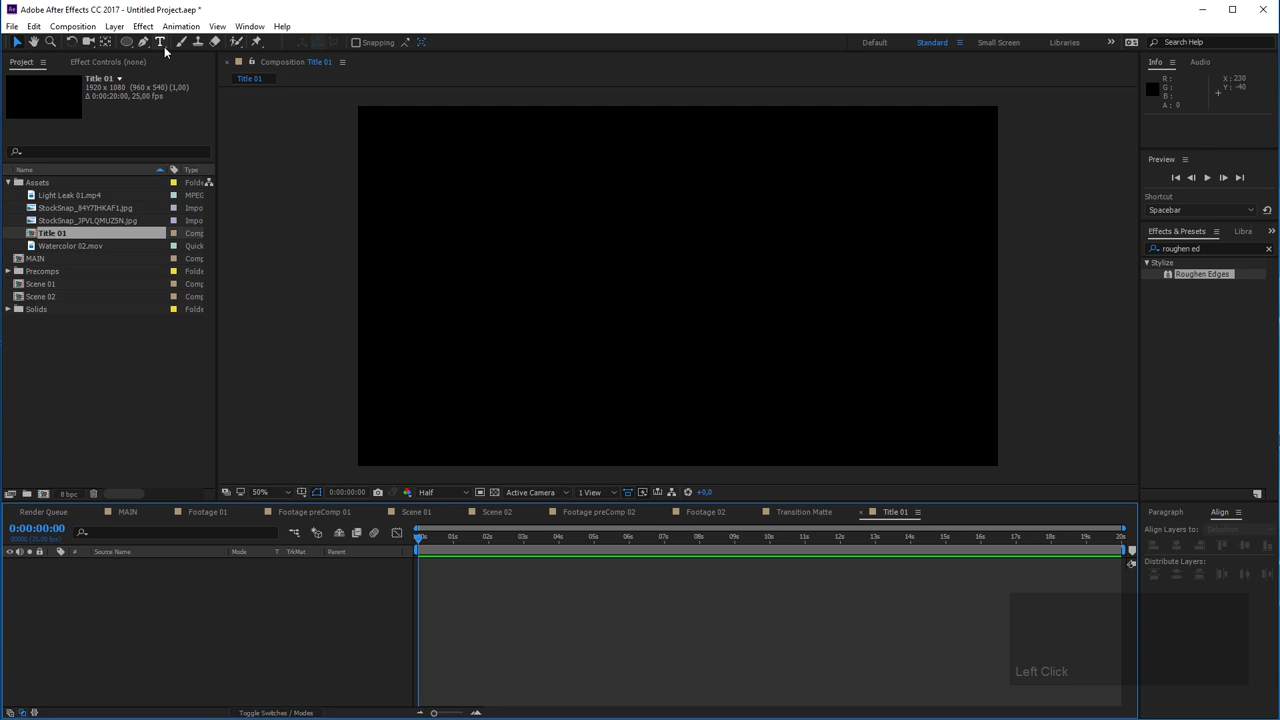 Adobe After Effects CC 2017 - Untitled Project.aep *
File Edit Composition Layer Effect Animation View Window Help
Snapping
Default Standard Small Screen Libraries Search Help
Project Effect Controls (none)
Composition Title 01
Info Audio
Title 01
1920 x 1080 (960 x 540) (1,00)
Δ 0:00:20:00, 25,00 fps
Title 01
R :
G :
B :
A : 0
X : 230
Y : -40
Preview
Shortcut
Spacebar
Effects & Presets Libra
roughen ed
Stylize
Roughen Edges
Name Type
Assets Folde
Light Leak 01.mp4 MPEG
StockSnap_84Y7IHKAF1.jpg Impo
StockSnap_JPVLQMUZ5N.jpg Impo
Title 01 Comp
Watercolor 02.mov Quick
MAIN Comp
Precomps Folde
Scene 01 Comp
Scene 02 Comp
Solids Folde
8 bpc
50% 0:00:00:00 Half Active Camera 1 View +0,0
Render Queue MAIN Footage 01 Footage preComp 01 Scene 01 Scene 02 Footage preComp 02 Footage 02 Transition Matte Title 01
0:00:00:00
00000 (25.00 fps)
01s 02s 03s 04s 05s 06s 07s 08s 09s 10s 11s 12s 13s 14s 15s 16s 17s 18s 19s 20s
# Source Name Mode T TrkMat Parent
Paragraph Align
Align Layers to: Selection
Distribute Layers:
Left Click
Toggle Switches / Modes